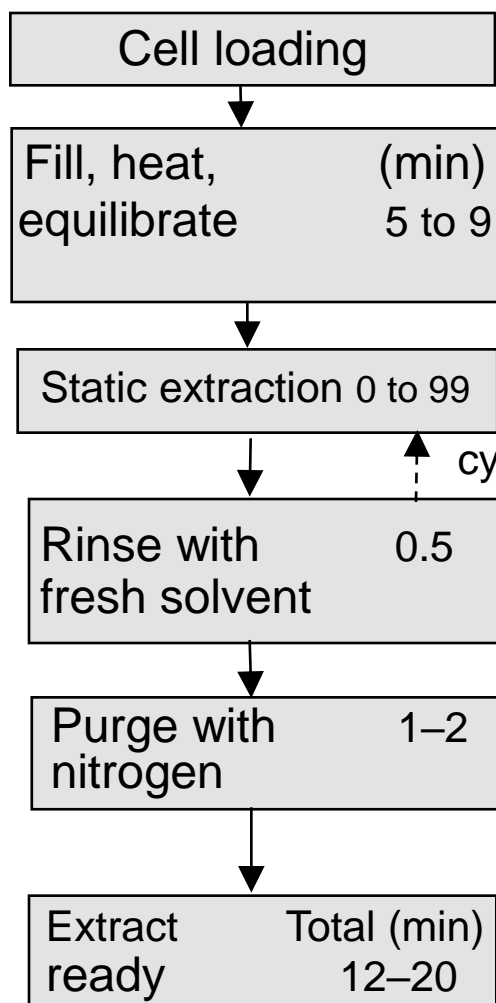 Cell loading
Fill, heat, (min)
equilibrate 5 to 9
Static extraction 0 to 99
cy
Rinse with 0.5
fresh solvent
Purge with 1–2
nitrogen
Extract Total (min)
ready 12–20